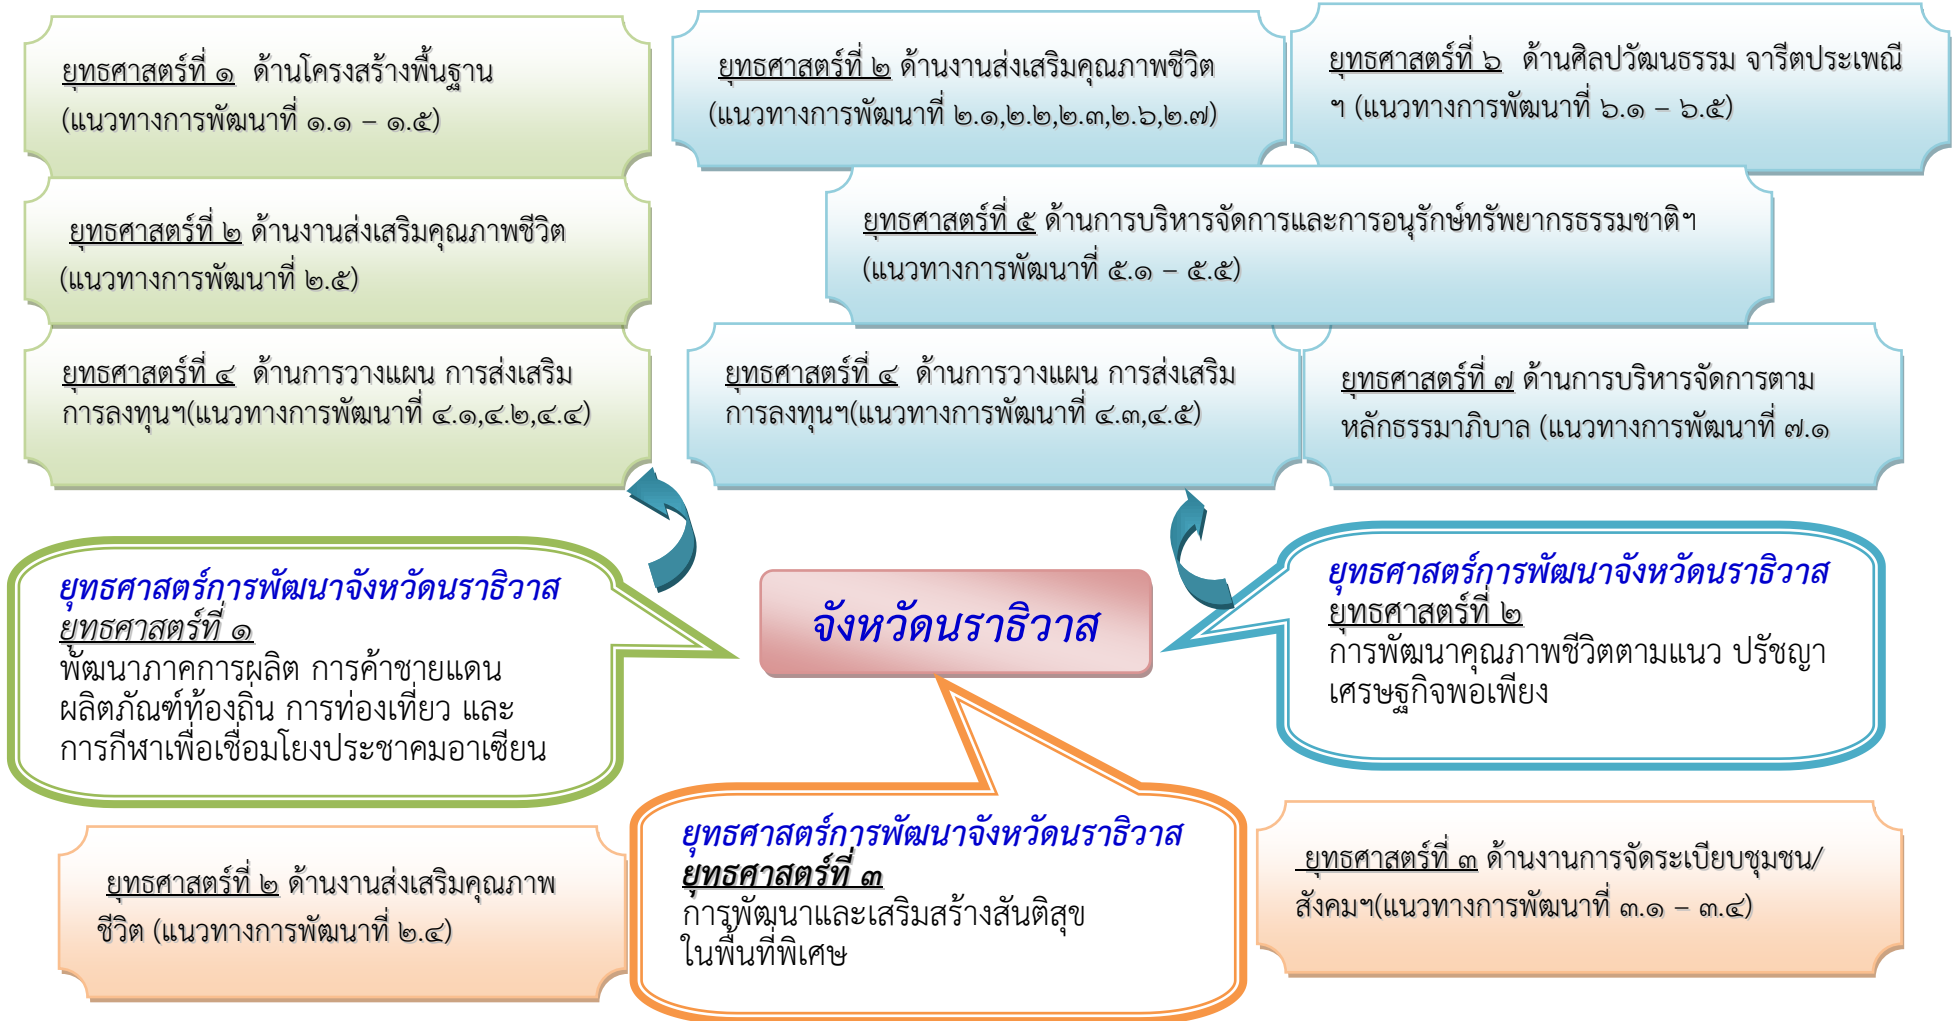 ยุทธศาสตร์ที่ ๑ ด้านโครงสร้างพื้นฐาน
(แนวทางการพัฒนาที่ ๑.๑ – ๑.๕)
ยุทธศาสตร์ที่ ๒ ด้านงานส่งเสริมคุณภาพชีวิต
(แนวทางการพัฒนาที่ ๒.๑,๒.๒,๒.๓,๒.๖,๒.๗)
ยุทธศาสตร์ที่ ๖ ด้านศิลปวัฒนธรรม จารีตประเพณี
ฯ (แนวทางการพัฒนาที่ ๖.๑ – ๖.๕)
ยุทธศาสตร์ที่ ๒ ด้านงานส่งเสริมคุณภาพชีวิต
(แนวทางการพัฒนาที่ ๒.๕)
ยุทธศาสตร์ที่ ๕ ด้านการบริหารจัดการและการอนุรักษ์ทรัพยากรธรรมชาติฯ
(แนวทางการพัฒนาที่ ๕.๑ – ๕.๕)
ยุทธศาสตร์ที่ ๔ ด้านการวางแผน การส่งเสริม
การลงทุนฯ(แนวทางการพัฒนาที่ ๔.๑,๔.๒,๔.๔)
ยุทธศาสตร์ที่ ๔ ด้านการวางแผน การส่งเสริม
การลงทุนฯ(แนวทางการพัฒนาที่ ๔.๓,๔.๕)
ยุทธศาสตร์ที่ ๗ ด้านการบริหารจัดการตาม
หลักธรรมาภิบาล (แนวทางการพัฒนาที่ ๗.๑
ยุทธศาสตร์การพัฒนาจังหวัดนราธิวาส
ยุทธศาสตร์ที่ ๑
พัฒนาภาคการผลิต การค้าชายแดน
ผลิตภัณฑ์ท้องถิ่น การท่องเที่ยว และ
การกีฬาเพื่อเชื่อมโยงประชาคมอาเซียน
จังหวัดนราธิวาส
ยุทธศาสตร์การพัฒนาจังหวัดนราธิวาส
ยุทธศาสตร์ที่ ๒
การพัฒนาคุณภาพชีวิตตามแนว ปรัชญา
เศรษฐกิจพอเพียง
ยุทธศาสตร์ที่ ๒ ด้านงานส่งเสริมคุณภาพ
ชีวิต (แนวทางการพัฒนาที่ ๒.๔)
ยุทธศาสตร์การพัฒนาจังหวัดนราธิวาส
ยุทธศาสตร์ที่ ๓
การพัฒนาและเสริมสร้างสันติสุข
ในพื้นที่พิเศษ
ยุทธศาสตร์ที่ ๓ ด้านงานการจัดระเบียบชุมชน/
สังคมฯ(แนวทางการพัฒนาที่ ๓.๑ – ๓.๔)